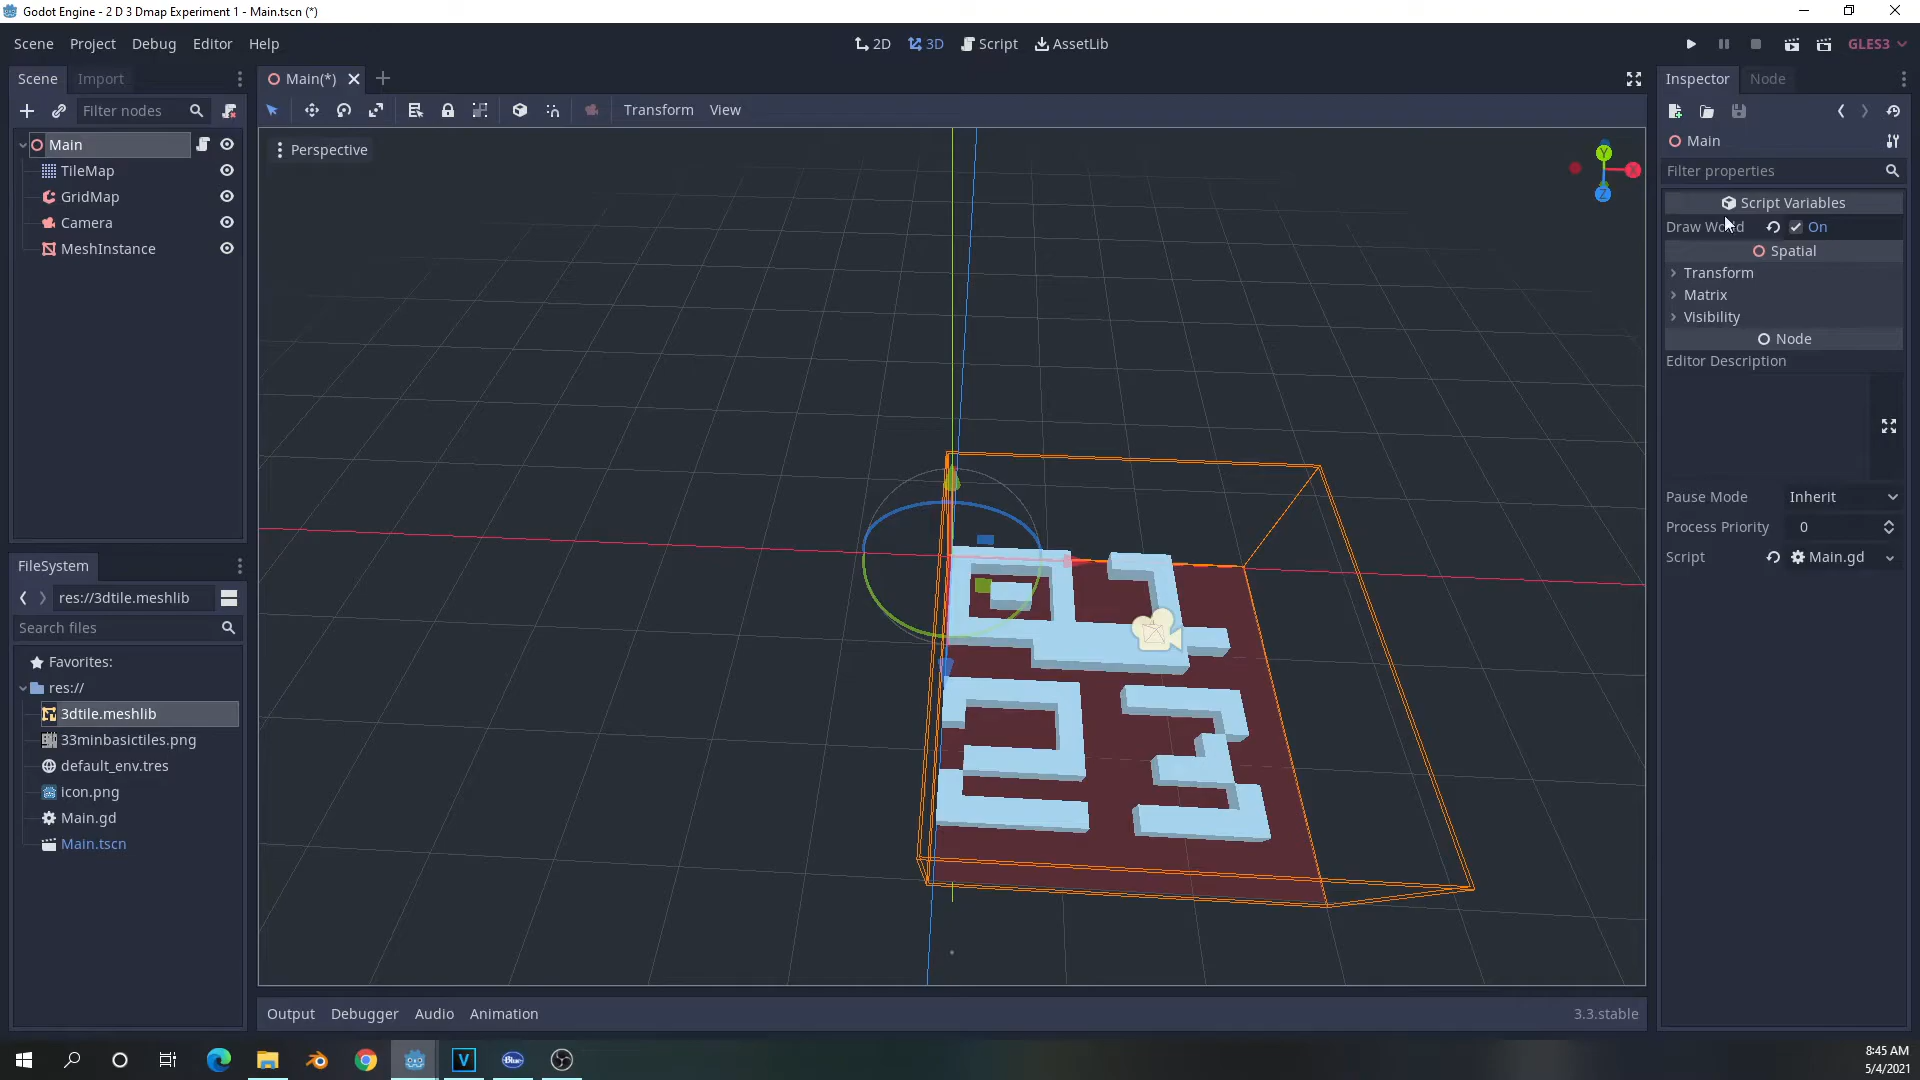 Godot Engine - 2 D 3 Dmap Experiment 1 - Main.tscn (*)
Scene Project Debug Editor Help
2D 3D Script AssetLib
GLES3
Scene Import
Main(*)
Inspector Node
Filter nodes
Transform View
Main
TileMap
GridMap
Camera
MeshInstance
Perspective
Y
X
Z
Main
Filter properties
Script Variables
Draw World On
Spatial
Transform
Matrix
Visibility
Node
Editor Description
Pause Mode Inherit
Process Priority 0
Script Main.gd
FileSystem
res://3dtile.meshlib
Search files
Favorites:
res://
3dtile.meshlib
33minbasictiles.png
default_env.tres
icon.png
Main.gd
Main.tscn
Output Debugger Audio Animation
3.3.stable
V
Blue
8:45 AM
5/4/2021